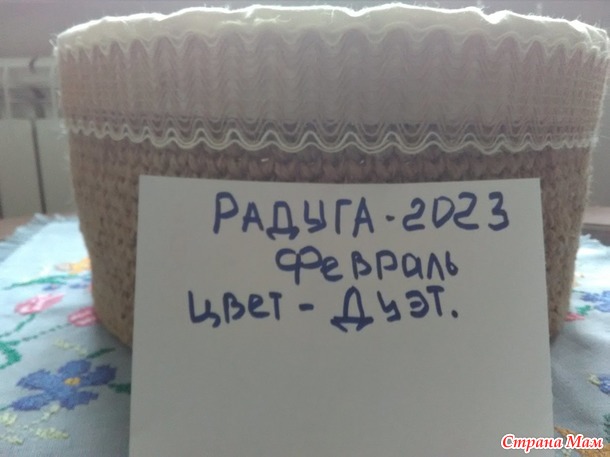 РАДУГА-2023
ФЕВРАЛЬ
ЦВЕТ - ДУЭТ.
Страна Мам